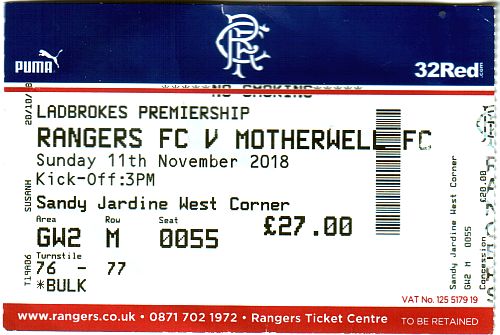 PUMA
32Red.com
NO SMOKING
LADBROKES PREMIERSHIP
RANGERS FC V MOTHERWELL FC
Sunday 11th November 2018
Kick-Off:3PM
Sandy Jardine West Corner
£27.00
Area Row Seat
GW2 M 0055
Turnstile
76 - 77
*BULK
SUSANH
Sandy Jardine West Corner
GW2 M 0055
£20.00
Concession
VAT No. 125 5179 19
www.rangers.co.uk • 0871 702 1972 • Rangers Ticket Centre
TO BE RETAINED